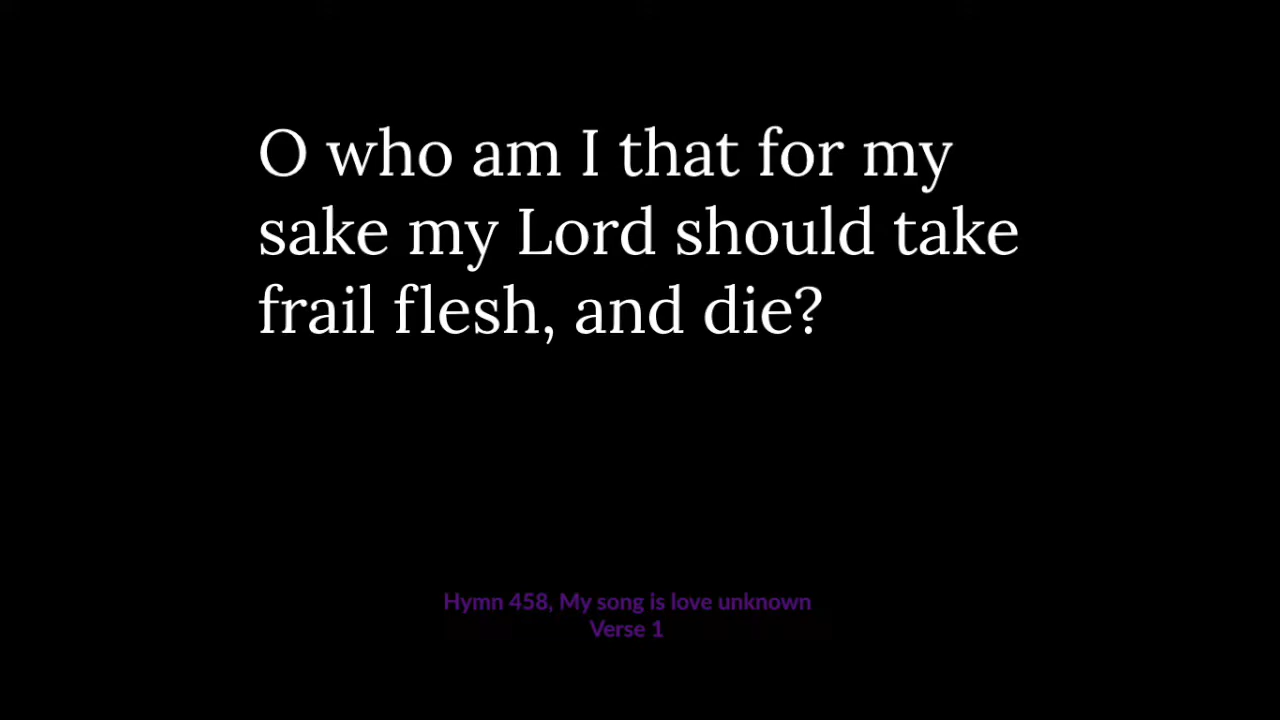 O who am I that for my
sake my Lord should take
frail flesh, and die?
Hymn 458, My song is love unknown
Verse 1